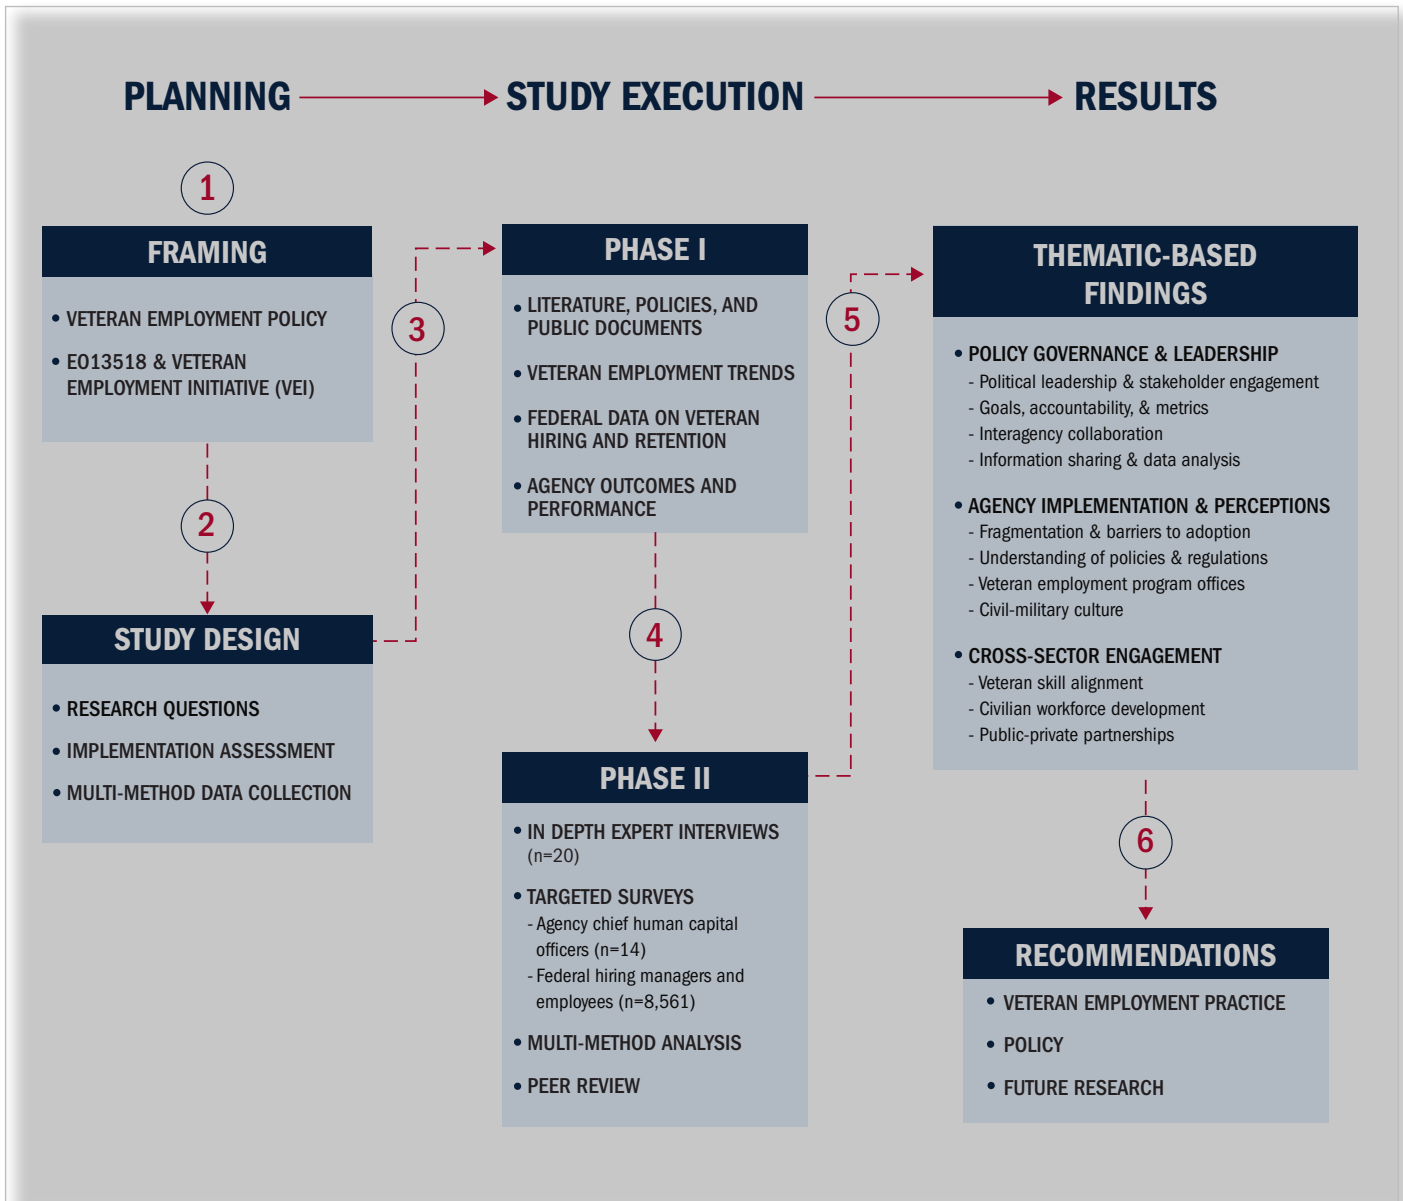 PLANNING
STUDY EXECUTION
RESULTS
1
FRAMING
• VETERAN EMPLOYMENT POLICY
• EO13518 & VETERAN
EMPLOYMENT INITIATIVE (VEI)
2
STUDY DESIGN
• RESEARCH QUESTIONS
• IMPLEMENTATION ASSESSMENT
• MULTI-METHOD DATA COLLECTION
3
PHASE I
• LITERATURE, POLICIES, AND
PUBLIC DOCUMENTS
• VETERAN EMPLOYMENT TRENDS
• FEDERAL DATA ON VETERAN
HIRING AND RETENTION
• AGENCY OUTCOMES AND
PERFORMANCE
4
PHASE II
• IN DEPTH EXPERT INTERVIEWS
(n=20)
• TARGETED SURVEYS
- Agency chief human capital
officers (n=14)
- Federal hiring managers and
employees (n=8,561)
• MULTI-METHOD ANALYSIS
• PEER REVIEW
5
THEMATIC-BASED
FINDINGS
• POLICY GOVERNANCE & LEADERSHIP
- Political leadership & stakeholder engagement
- Goals, accountability, & metrics
- Interagency collaboration
- Information sharing & data analysis
• AGENCY IMPLEMENTATION & PERCEPTIONS
- Fragmentation & barriers to adoption
- Understanding of policies & regulations
- Veteran employment program offices
- Civil-military culture
• CROSS-SECTOR ENGAGEMENT
- Veteran skill alignment
- Civilian workforce development
- Public-private partnerships
6
RECOMMENDATIONS
• VETERAN EMPLOYMENT PRACTICE
• POLICY
• FUTURE RESEARCH